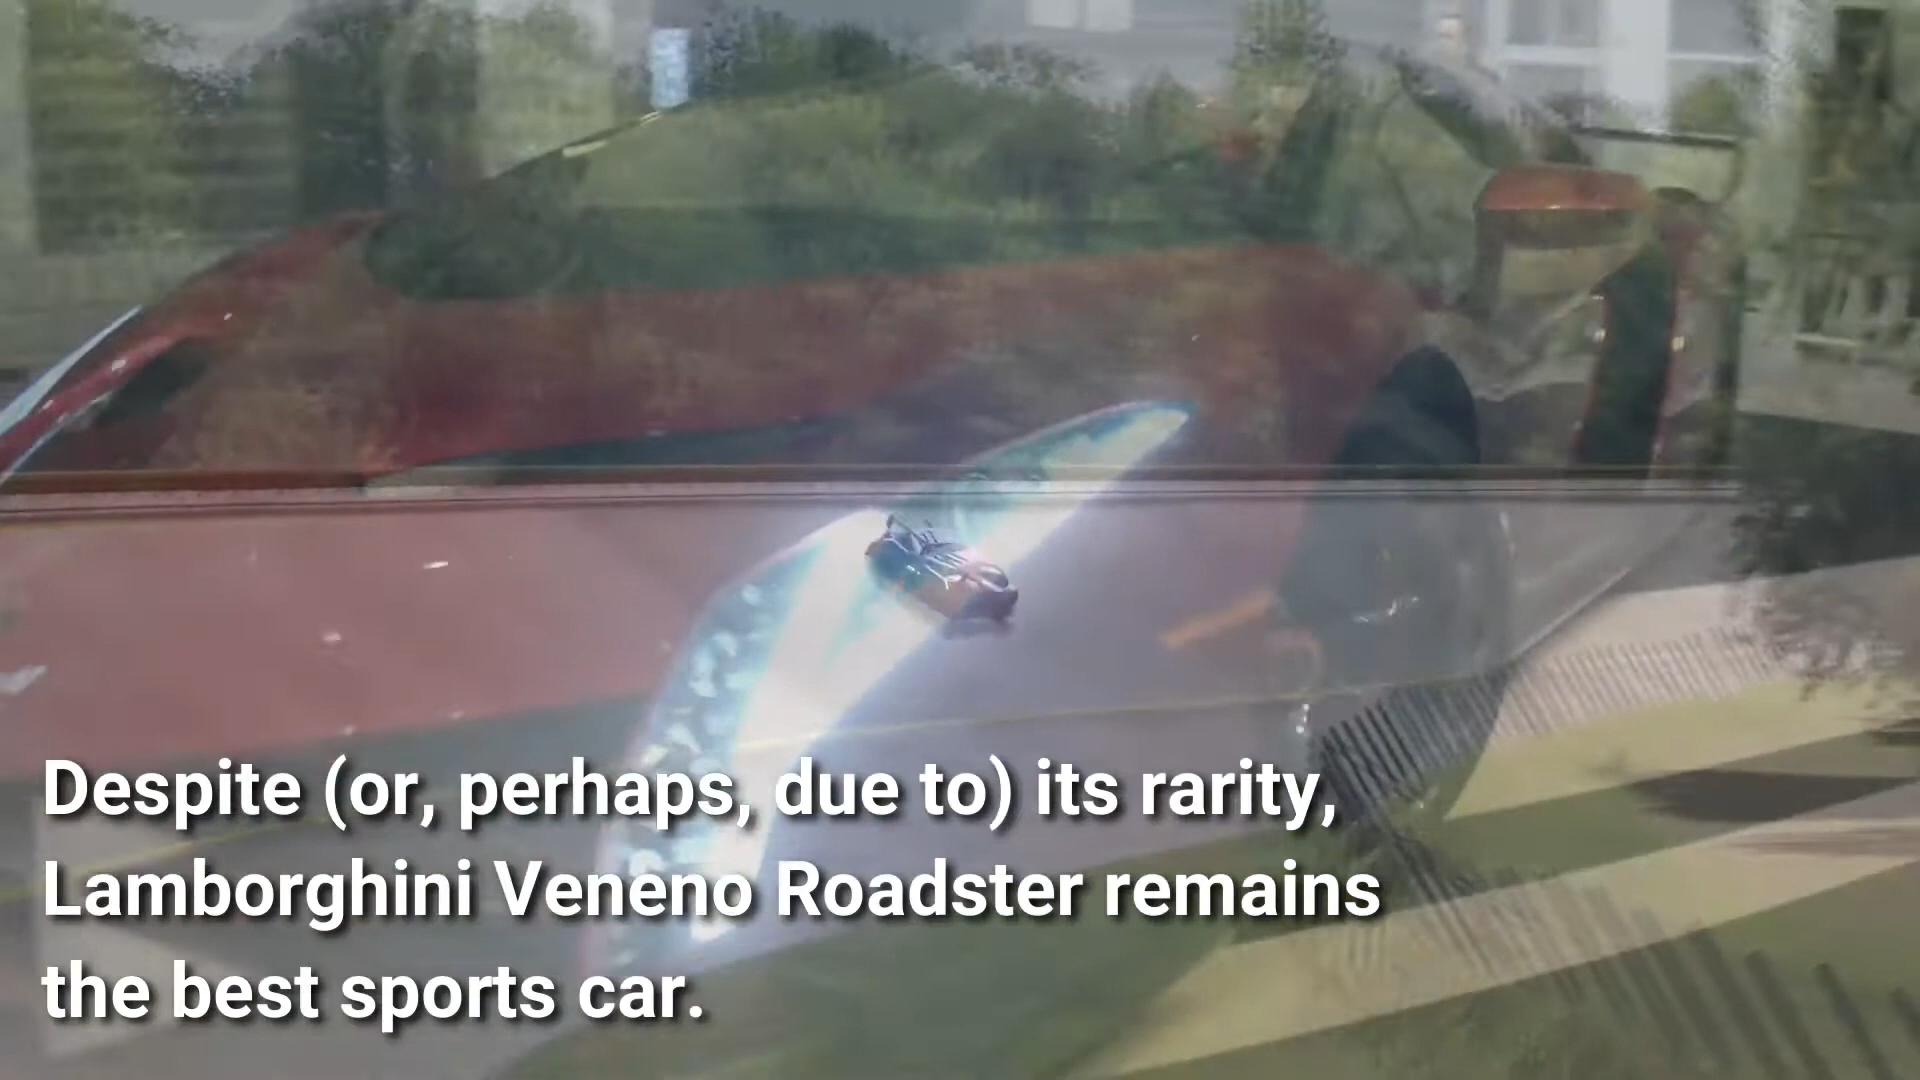 Despite (or, perhaps, due to) its rarity,
Lamborghini Veneno Roadster remains
the best sports car.